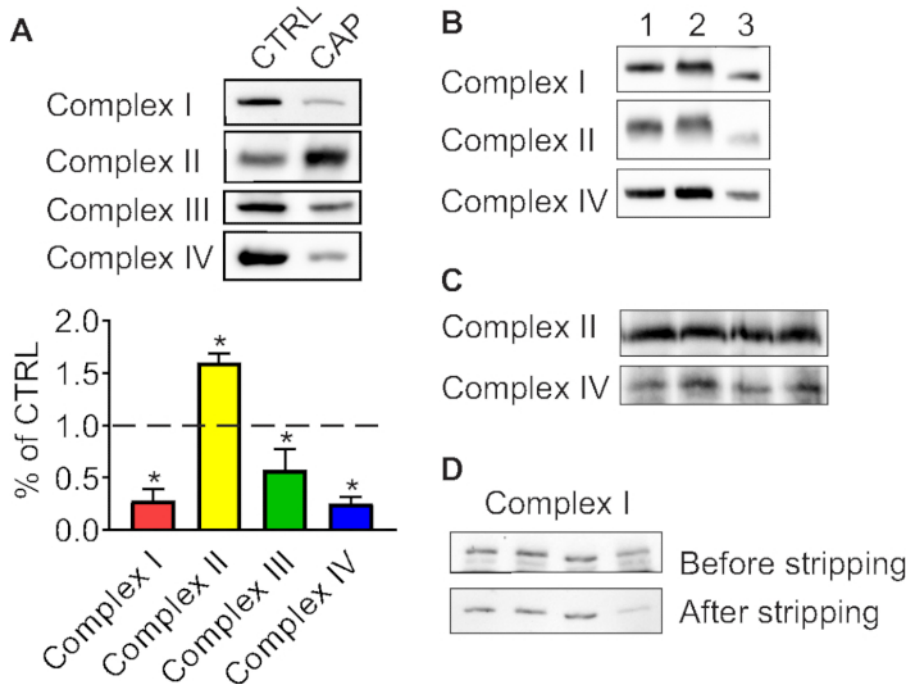 A
CTRL CAP
Complex I
Complex II
Complex III
Complex IV
% of CTRL
2.0
1.5
1.0
0.5
0.0
* * * *
Complex I
Complex II
Complex III
Complex IV
B
1 2 3
Complex I
Complex II
Complex IV
C
Complex II
Complex IV
D
Complex I
Before stripping
After stripping